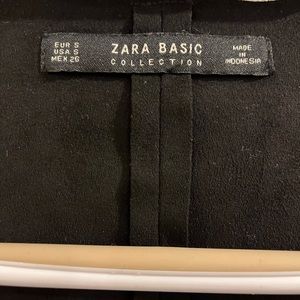 EUR S
USA S
MEX 26
ZARA BASIC
COLLECTION
MADE
IN
INDONESIA